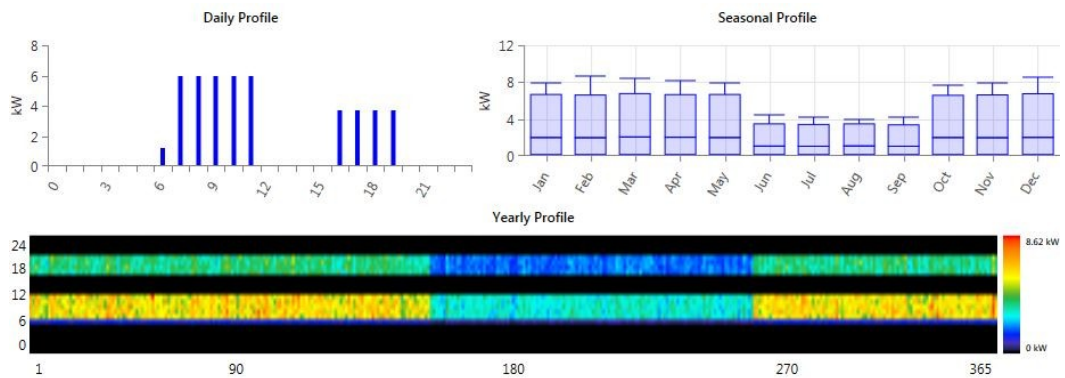 Daily Profile
Seasonal Profile
8
6
4
2
0
kW
0 3 6 9 12 15 18 21
12
8
4
0
kW
Jan Feb Mar Apr May Jun Jul Aug Sep Oct Nov Dec
Yearly Profile
24
18
12
6
0
1 90 180 270 365
8.62 kW
0 kW